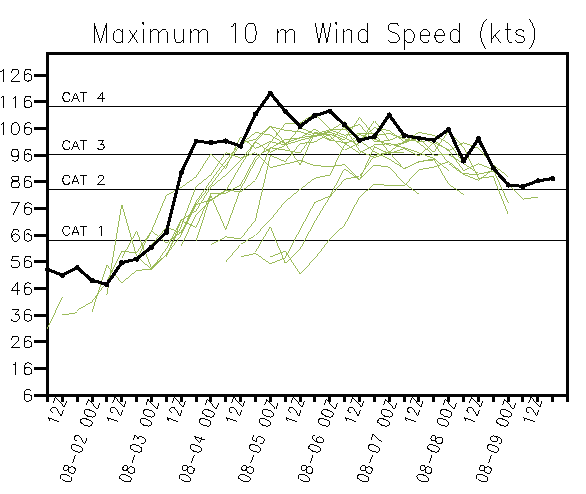 Maximum 10 m Wind Speed (kts)
126
116
CAT 4
106
CAT 3
96
CAT 2
86
76
CAT 1
66
56
46
36
26
16
6
12Z
08-02 00Z
12Z
08-03 00Z
12Z
08-04 00Z
12Z
08-05 00Z
12Z
08-06 00Z
12Z
08-07 00Z
12Z
08-08 00Z
12Z
08-09 00Z
12Z